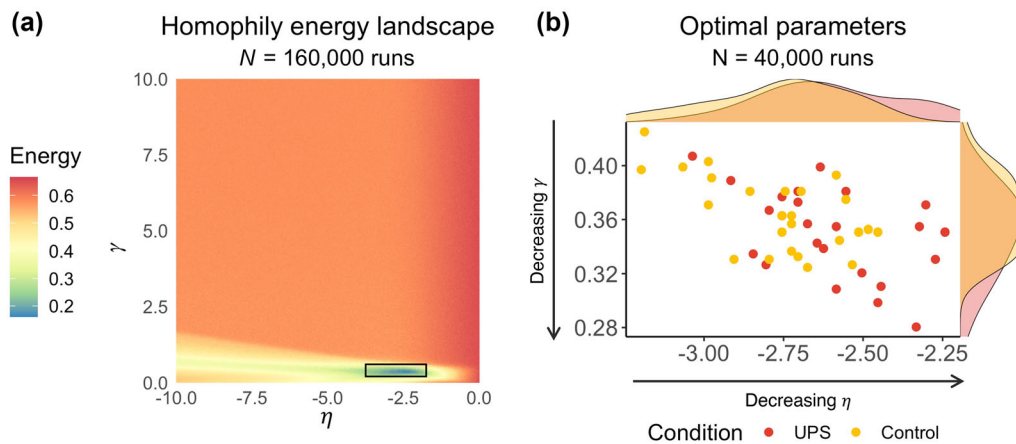 (a)
Homophily energy landscape
N = 160,000 runs
Energy
0.6
0.5
0.4
0.3
0.2
γ
10.0
7.5
5.0
2.5
0.0
-10.0 -7.5 -5.0 -2.5 0.0
η
(b)
Optimal parameters
N = 40,000 runs
Decreasing γ
0.40
0.36
0.32
0.28
-3.00 -2.75 -2.50 -2.25
Decreasing η
Condition UPS Control